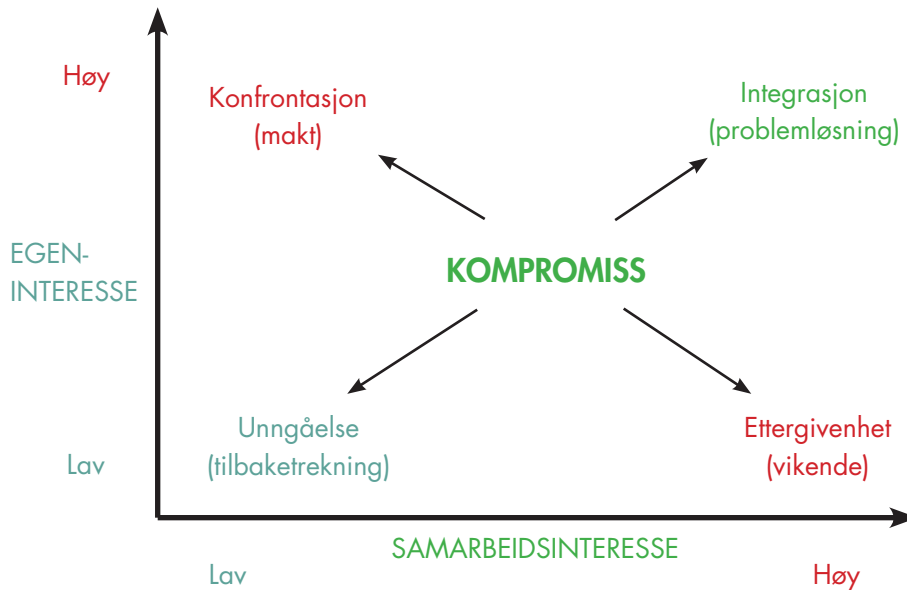 Høy
Konfrontasjon
(makt)
Integrasjon
(problemløsning)
EGEN-
INTERESSE
KOMPROMISS
Unngåelse
(tilbaketrekning)
Ettergivenhet
(vikende)
Lav
SAMARBEIDSINTERESSE
Lav
Høy